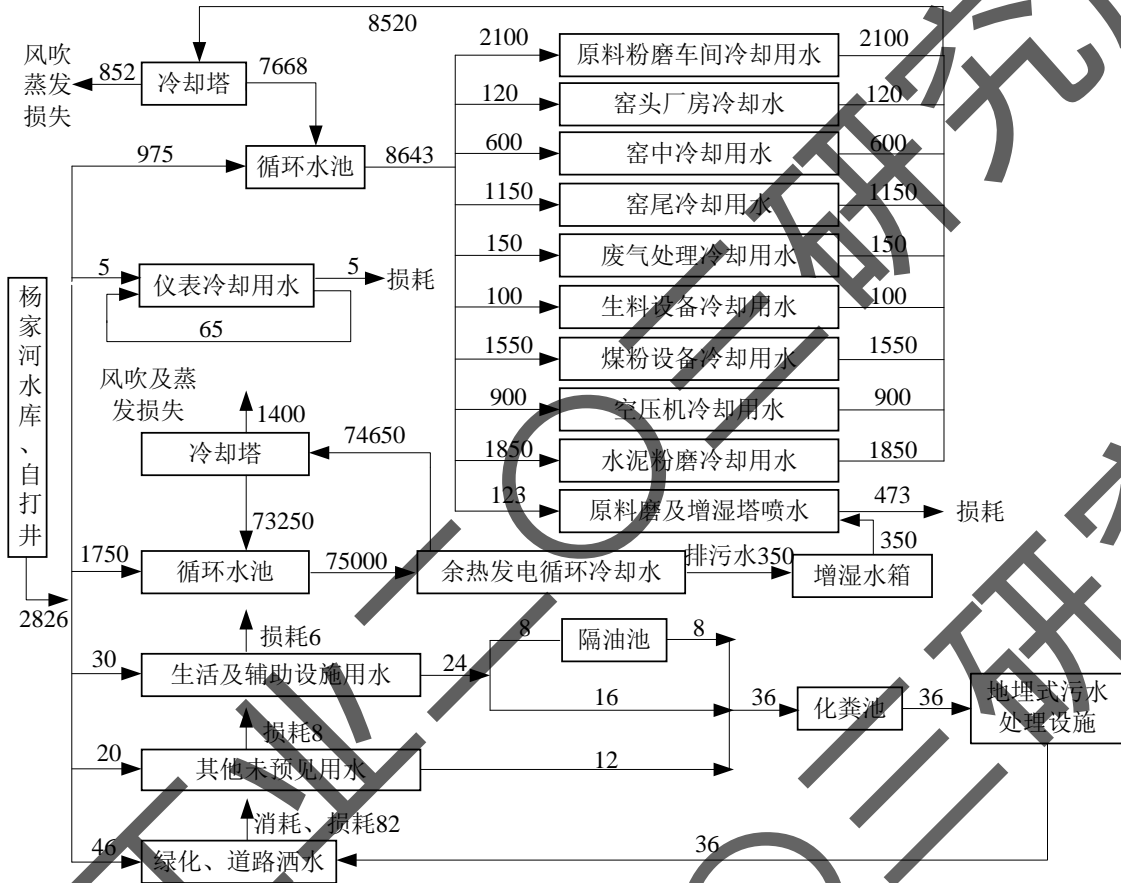 8520
风吹
蒸发
损失
852
冷却塔
7668
975
循环水池
8643
2100
原料粉磨车间冷却用水
2100
120
窑头厂房冷却水
120
600
窑中冷却用水
600
1150
窑尾冷却用水
1150
150
废气处理冷却用水
150
100
生料设备冷却用水
100
1550
煤粉设备冷却用水
1550
900
空压机冷却用水
900
1850
水泥粉磨冷却用水
1850
123
原料磨及增湿塔喷水
473
损耗
杨家河水库、自打井
2826
5
仪表冷却用水
5
损耗
65
风吹及蒸
发损失
1400
冷却塔
74650
73250
1750
循环水池
75000
余热发电循环冷却水
排污水350
增湿水箱
350
30
损耗6
生活及辅助设施用水
24
8
隔油池
8
16
36
化粪池
36
地埋式污水
处理设施
20
损耗8
其他未预见用水
12
46
消耗、损耗82
绿化、道路洒水
36
工业二〇三研究
二〇三研究